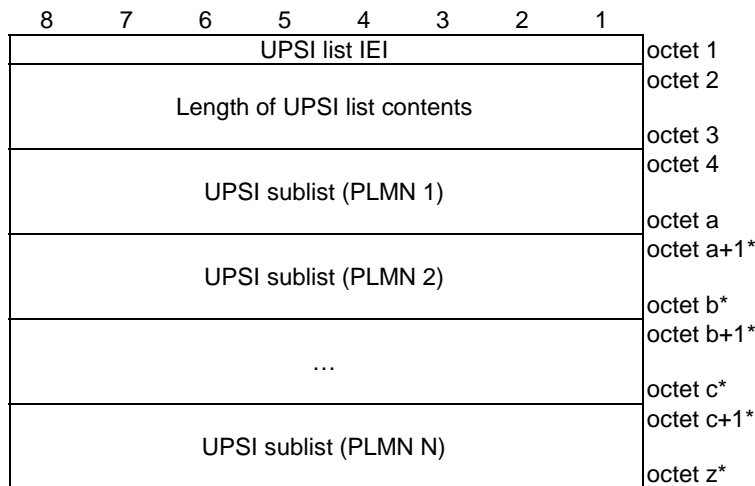 8 7 6 5 4 3 2 1
UPSI list IEI octet 1
octet 2
Length of UPSI list contents
octet 3
octet 4
UPSI sublist (PLMN 1)
octet a
octet a+1*
UPSI sublist (PLMN 2)
octet b*
octet b+1*
…
octet c*
octet c+1*
UPSI sublist (PLMN N)
octet z*